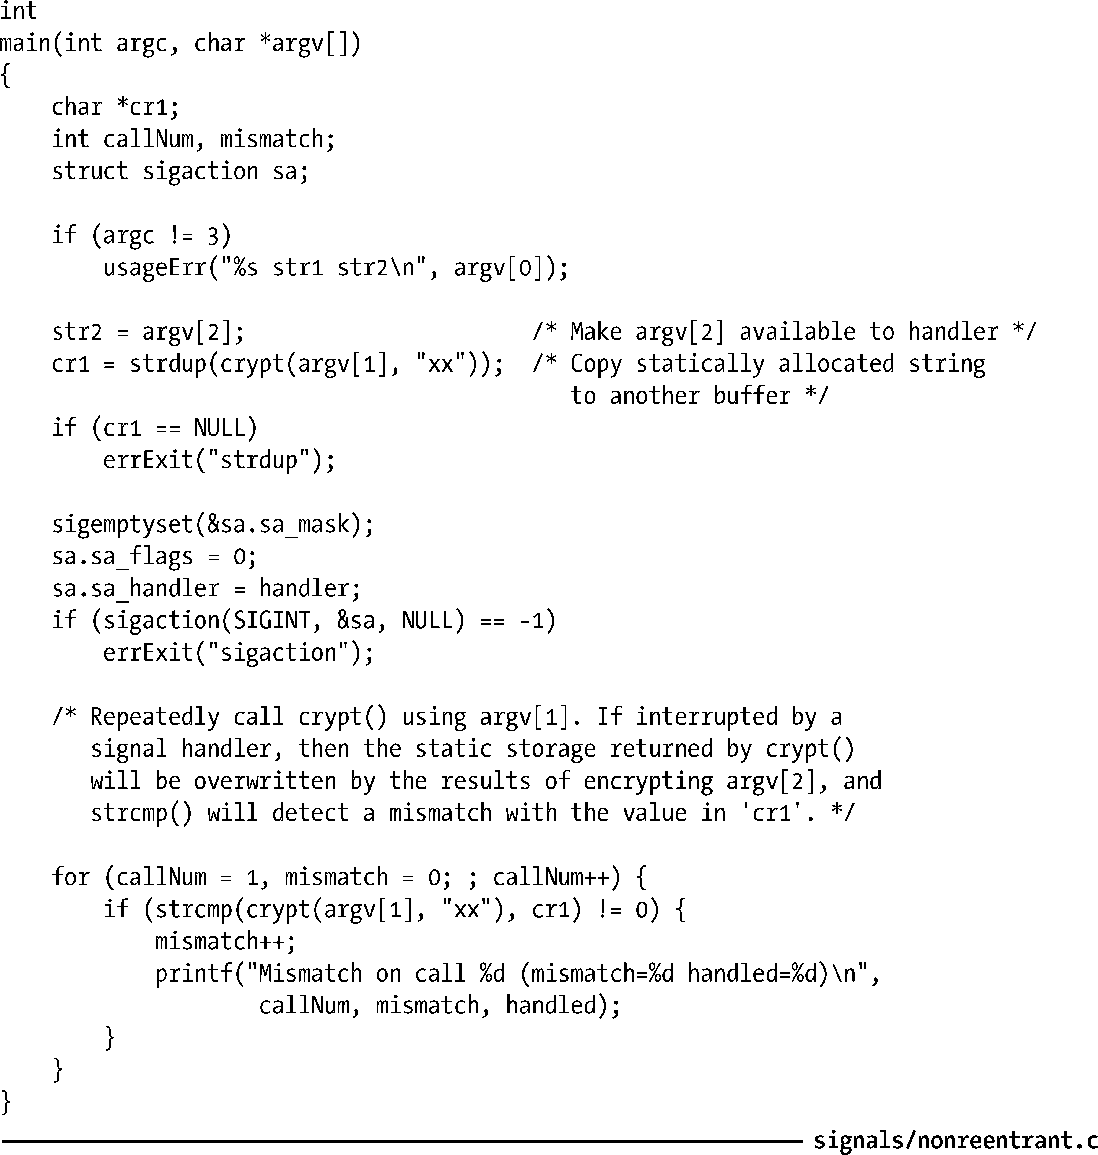 int
main(int argc, char *argv[])
{
    char *cr1;
    int callNum, mismatch;
    struct sigaction sa;

    if (argc != 3)
        usageErr("%s str1 str2\n", argv[0]);

    str2 = argv[2];                      /* Make argv[2] available to handler */
    cr1 = strdup(crypt(argv[1], "xx"));  /* Copy statically allocated string
                                            to another buffer */
    if (cr1 == NULL)
        errExit("strdup");

    sigemptyset(&sa.sa_mask);
    sa.sa_flags = 0;
    sa.sa_handler = handler;
    if (sigaction(SIGINT, &sa, NULL) == -1)
        errExit("sigaction");

    /* Repeatedly call crypt() using argv[1]. If interrupted by a
       signal handler, then the static storage returned by crypt()
       will be overwritten by the results of encrypting argv[2], and
       strcmp() will detect a mismatch with the value in 'cr1'. */

    for (callNum = 1, mismatch = 0; ; callNum++) {
        if (strcmp(crypt(argv[1], "xx"), cr1) != 0) {
            mismatch++;
            printf("Mismatch on call %d (mismatch=%d handled=%d)\n",
                    callNum, mismatch, handled);
        }
    }
}
signals/nonreentrant.c